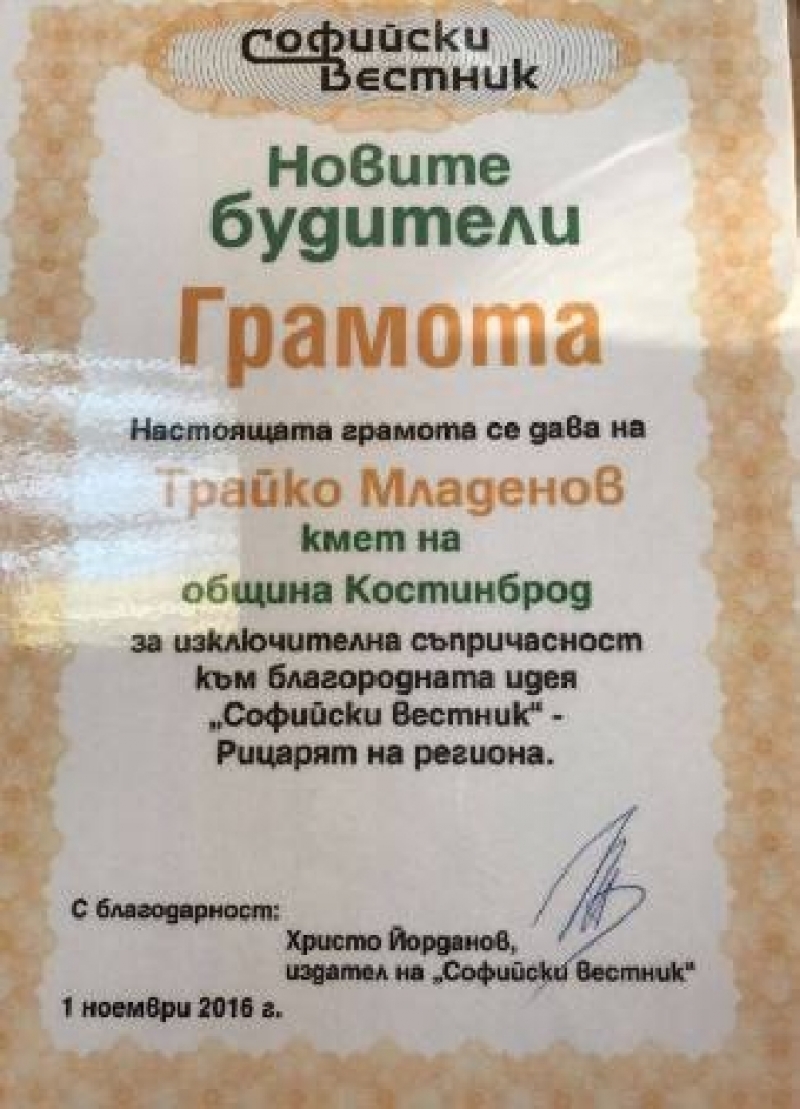 Софийски
Вестник
Новите
будители
Грамота
Настоящата грамота се дава на
Трайко Младенов
кмет на
община Костинброд
за изключителна съпричасност
към благородната идея
„Софийски вестник“ -
Рицарят на региона.
С благодарност:
Христо Йорданов,
издател на „Софийски вестник“
1 ноември 2016 г.